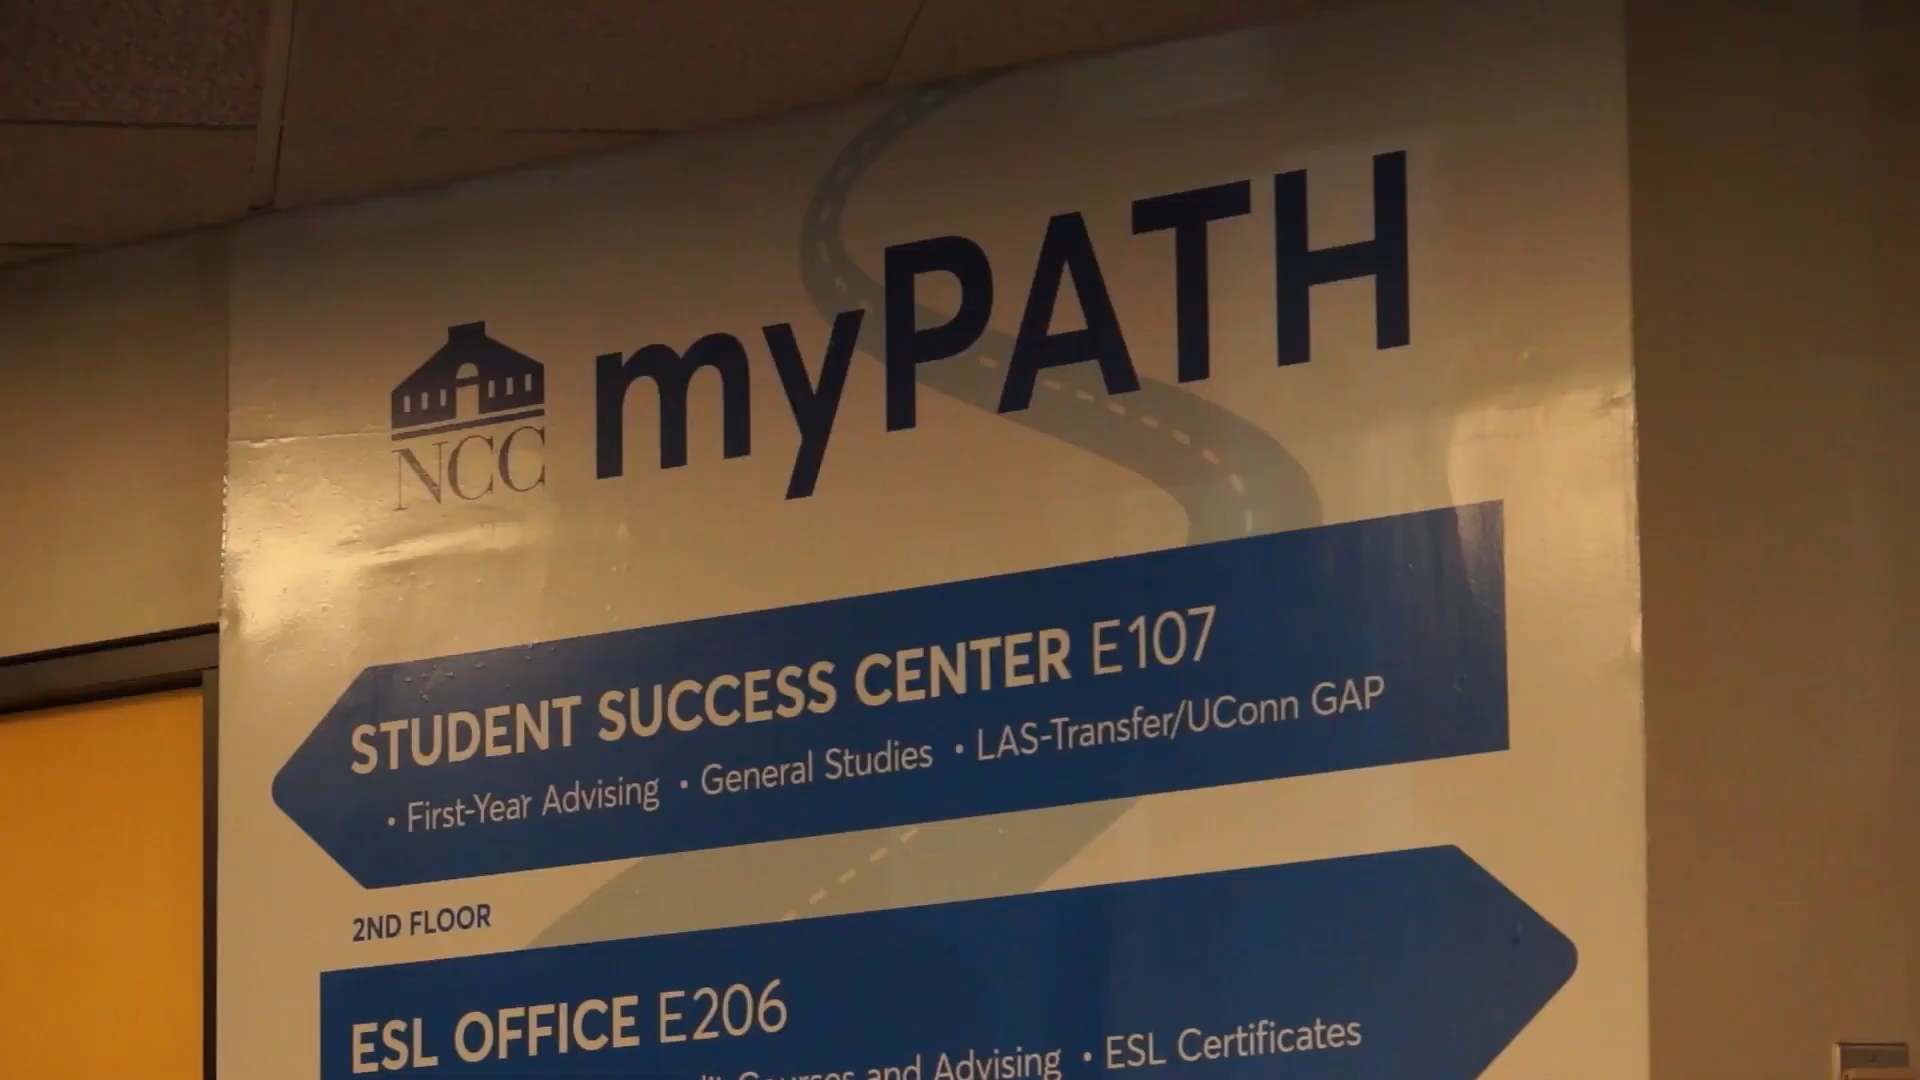 NCC
myPATH
STUDENT SUCCESS CENTER E107
• First-Year Advising • General Studies • LAS-Transfer/UConn GAP
2ND FLOOR
ESL OFFICE E206
Courses and Advising • ESL Certificates